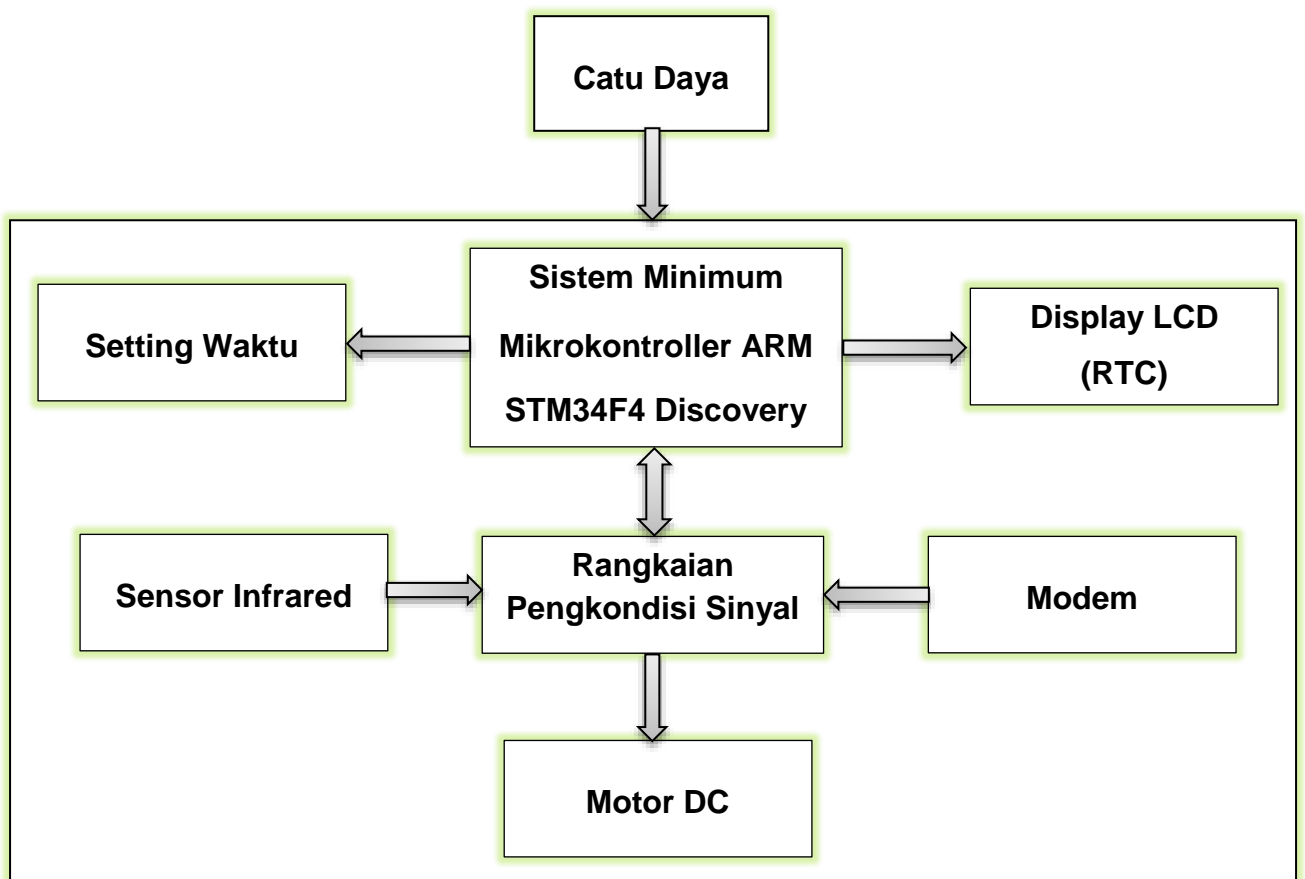 Catu Daya
Sistem Minimum
Mikrokontroller ARM
STM34F4 Discovery
Setting Waktu
Display LCD
(RTC)
Sensor Infrared
Rangkaian
Pengkondisi Sinyal
Modem
Motor DC